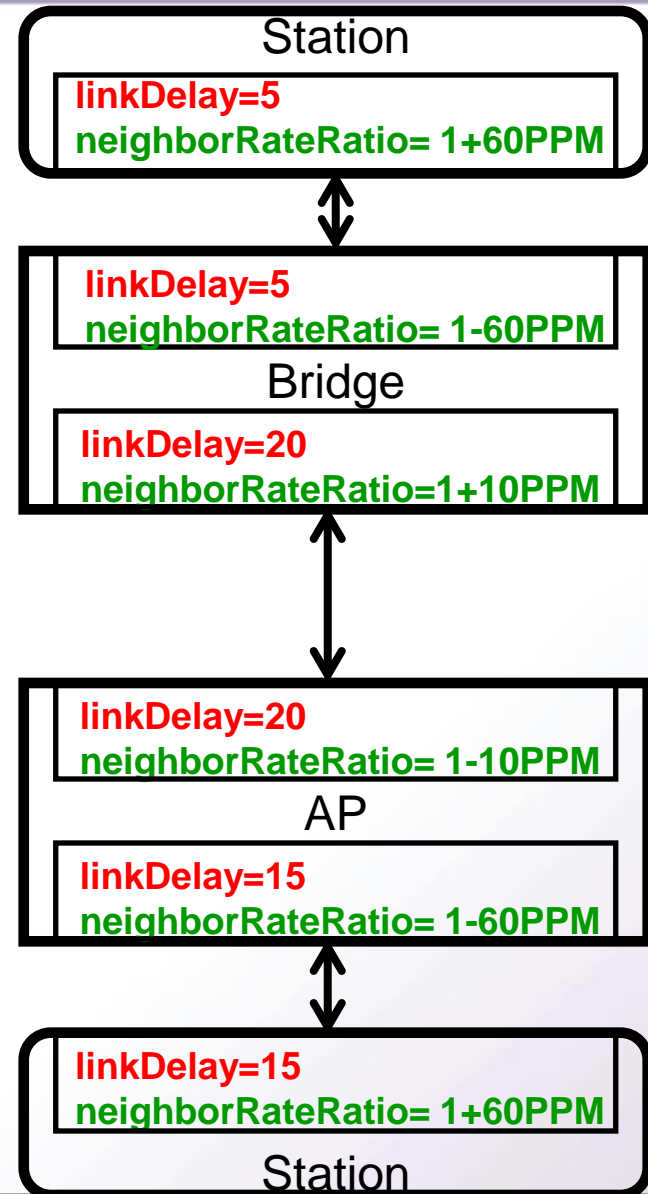 Station
linkDelay=5
neighborRateRatio= 1+60PPM
linkDelay=5
neighborRateRatio= 1-60PPM
Bridge
linkDelay=20
neighborRateRatio=1+10PPM
linkDelay=20
neighborRateRatio= 1-10PPM
AP
linkDelay=15
neighborRateRatio= 1-60PPM
linkDelay=15
neighborRateRatio= 1+60PPM
Station